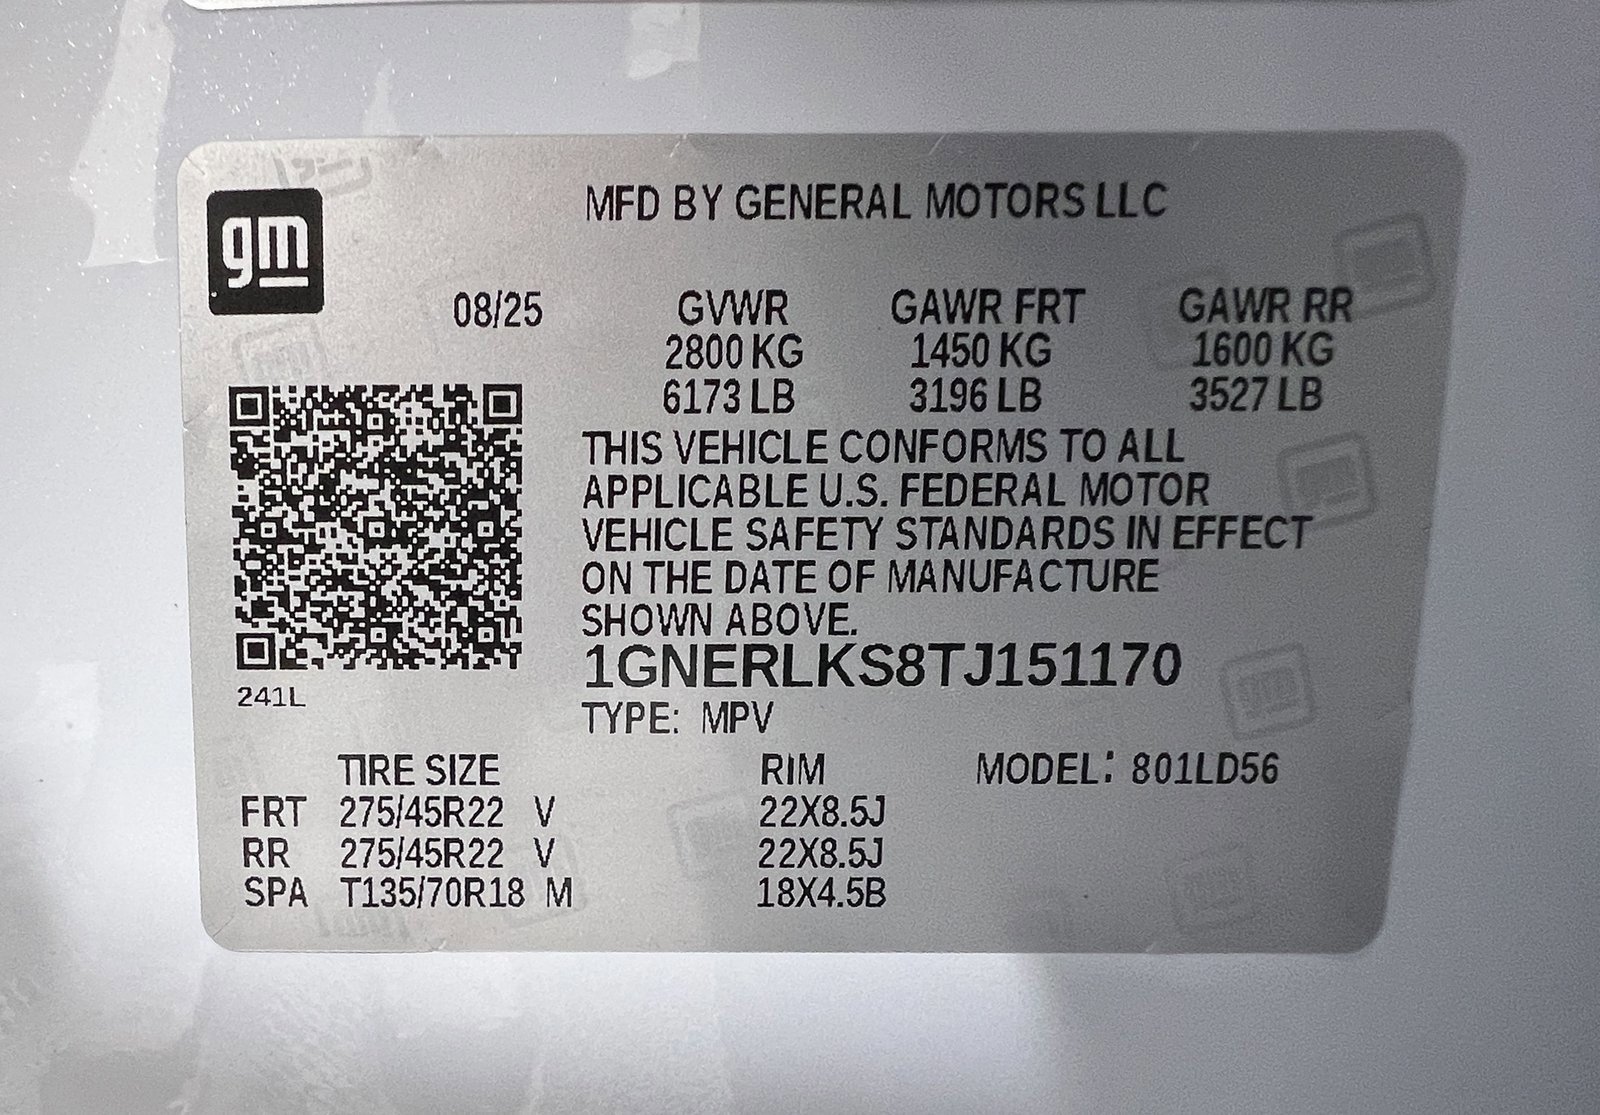 gm
MFD BY GENERAL MOTORS LLC
08/25 GVWR GAWR FRT GAWR RR
2800 KG 1450 KG 1600 KG
6173 LB 3196 LB 3527 LB
THIS VEHICLE CONFORMS TO ALL
APPLICABLE U.S. FEDERAL MOTOR
VEHICLE SAFETY STANDARDS IN EFFECT
ON THE DATE OF MANUFACTURE
SHOWN ABOVE.
1GNERLKS8TJ151170
241L
TYPE: MPV
TIRE SIZE RIM MODEL: 801LD56
FRT 275/45R22 V 22X8.5J
RR 275/45R22 V 22X8.5J
SPA T135/70R18 M 18X4.5B